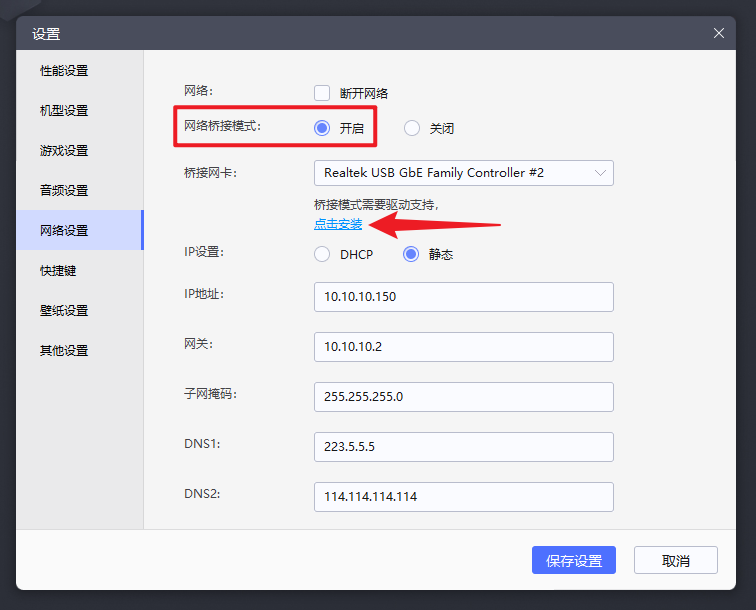 设置
性能设置
机型设置
游戏设置
音频设置
网络设置
快捷键
壁纸设置
其他设置
网络:
断开网络
网络桥接模式:
开启
关闭
桥接网卡:
Realtek USB GbE Family Controller #2
桥接模式需要驱动支持，
点击安装
IP设置:
DHCP
静态
IP地址:
10.10.10.150
网关:
10.10.10.2
子网掩码:
255.255.255.0
DNS1:
223.5.5.5
DNS2:
114.114.114.114
保存设置
取消